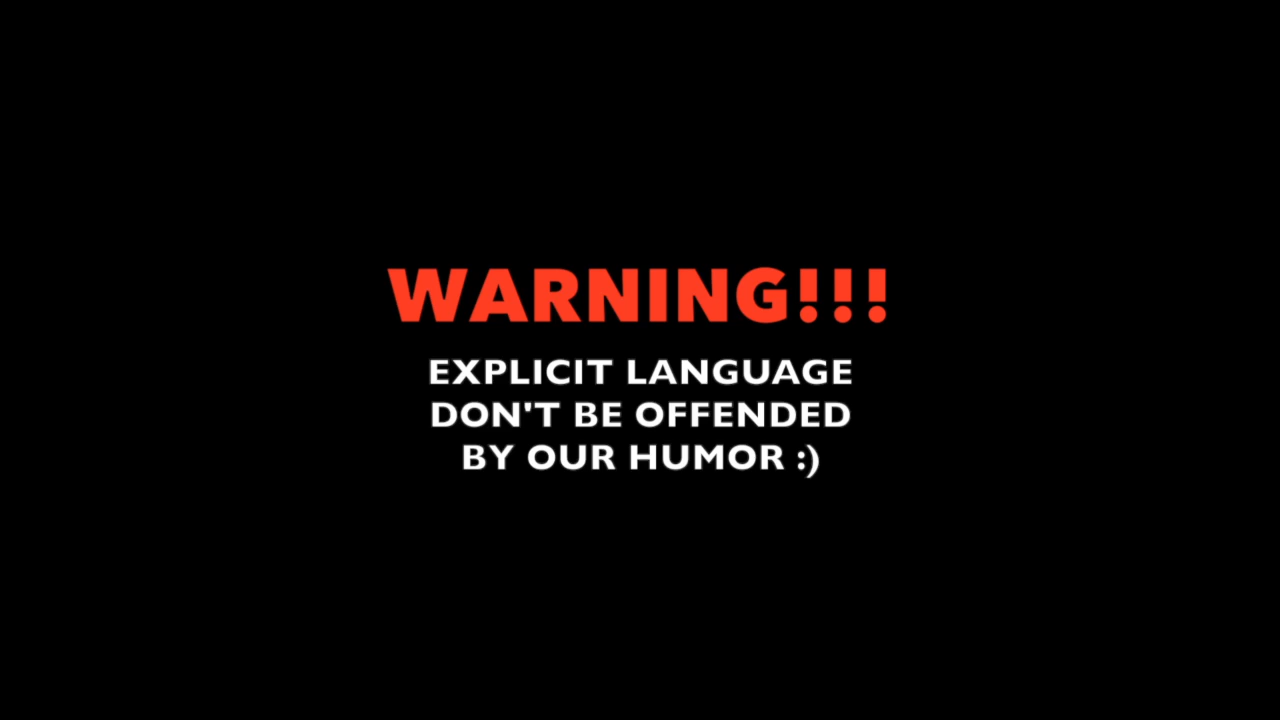 WARNING!!!
EXPLICIT LANGUAGE
DON'T BE OFFENDED
BY OUR HUMOR :)